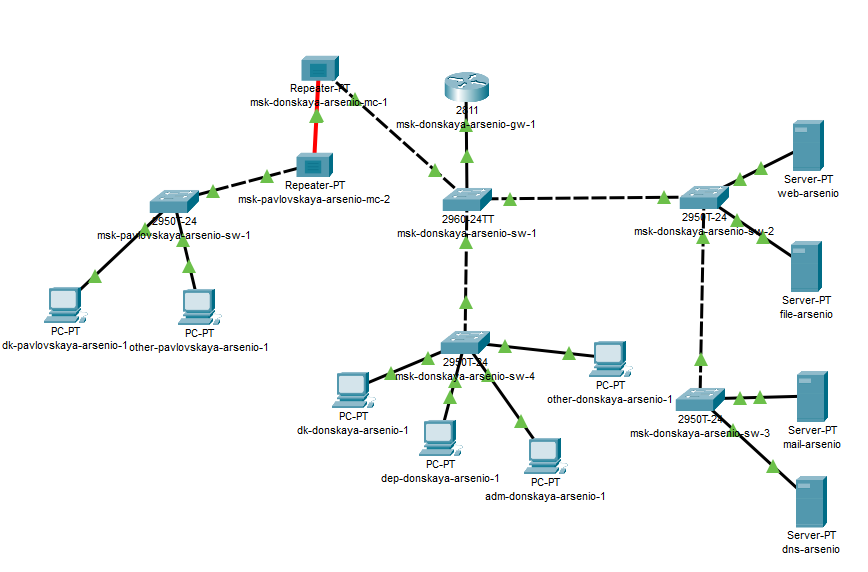 Repeater-PT
msk-donskaya-arsenio-mc-1
2811
msk-donskaya-arsenio-gw-1
Repeater-PT
msk-pavlovskaya-arsenio-mc-2
2950T-24
msk-pavlovskaya-arsenio-sw-1
2960-24TT
msk-donskaya-arsenio-sw-1
2950T-24
msk-donskaya-arsenio-sw-2
Server-PT
web-arsenio
Server-PT
file-arsenio
PC-PT
dk-pavlovskaya-arsenio-1
PC-PT
other-pavlovskaya-arsenio-1
2950T-24
msk-donskaya-arsenio-sw-4
PC-PT
other-donskaya-arsenio-1
PC-PT
dk-donskaya-arsenio-1
2950T-24
msk-donskaya-arsenio-sw-3
Server-PT
mail-arsenio
PC-PT
dep-donskaya-arsenio-1
PC-PT
adm-donskaya-arsenio-1
Server-PT
dns-arsenio